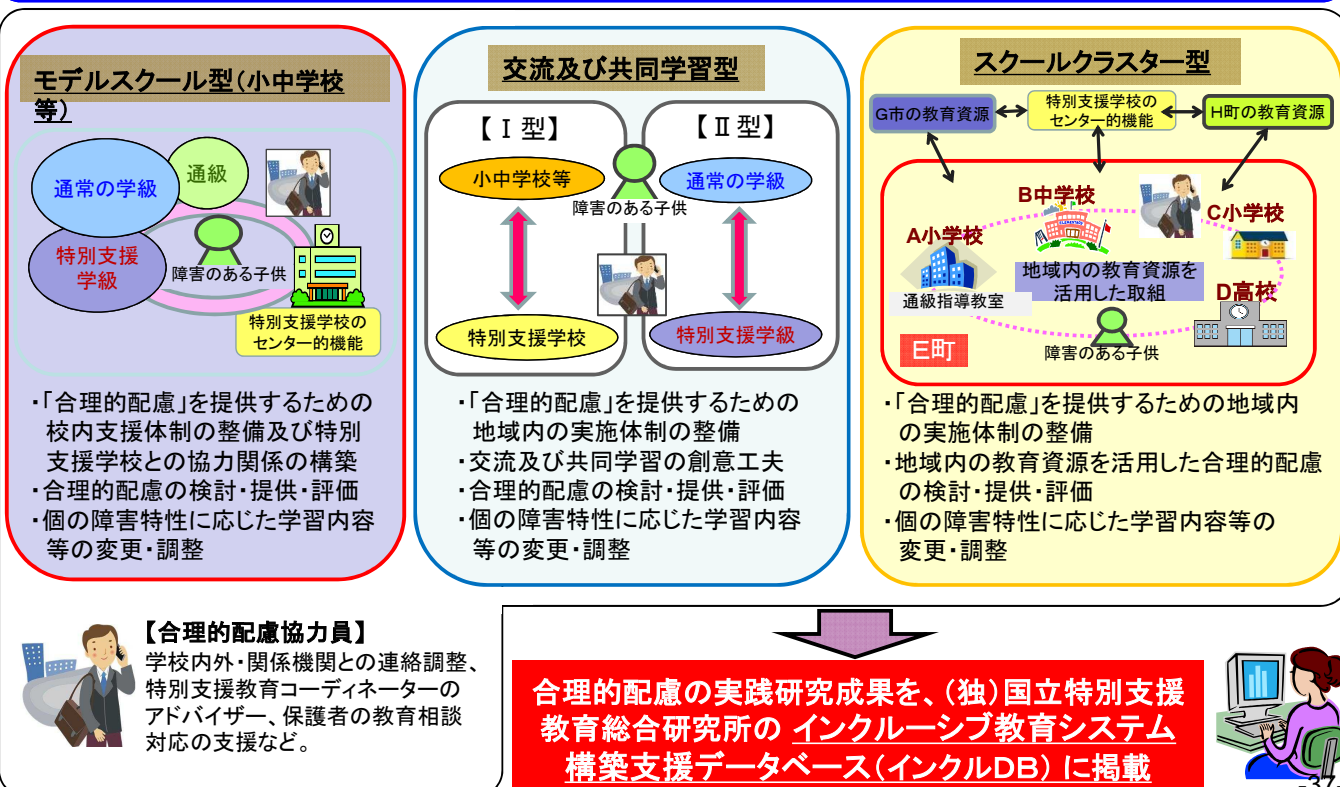 モデルスクール型(小中学校
等)
通常の学級
通級
特別支援
学級
障害のある子供
特別支援学校の
センター的機能
・「合理的配慮」を提供するための
校内支援体制の整備及び特別
支援学校との協力関係の構築
・合理的配慮の検討・提供・評価
・個の障害特性に応じた学習内容
等の変更・調整
交流及び共同学習型
【Ⅰ型】
小中学校等
特別支援学校
障害のある子供
【Ⅱ型】
通常の学級
特別支援学級
・「合理的配慮」を提供するための
地域内の実施体制の整備
・交流及び共同学習の創意工夫
・合理的配慮の検討・提供・評価
・個の障害特性に応じた学習内容
等の変更・調整
スクールクラスター型
G市の教育資源
特別支援学校の
センター的機能
H町の教育資源
B中学校
C小学校
A小学校
通級指導教室
地域内の教育資源を
活用した取組
D高校
E町
障害のある子供
・「合理的配慮」を提供するための地域内
の実施体制の整備
・地域内の教育資源を活用した合理的配慮
の検討・提供・評価
・個の障害特性に応じた学習内容等の
変更・調整
【合理的配慮協力員】
学校内外・関係機関との連絡調整、
特別支援教育コーディネーターの
アドバイザー、保護者の教育相談
対応の支援など。
合理的配慮の実践研究成果を、(独)国立特別支援
教育総合研究所の インクルーシブ教育システム
構築支援データベース(インクルDB) に掲載
-37-